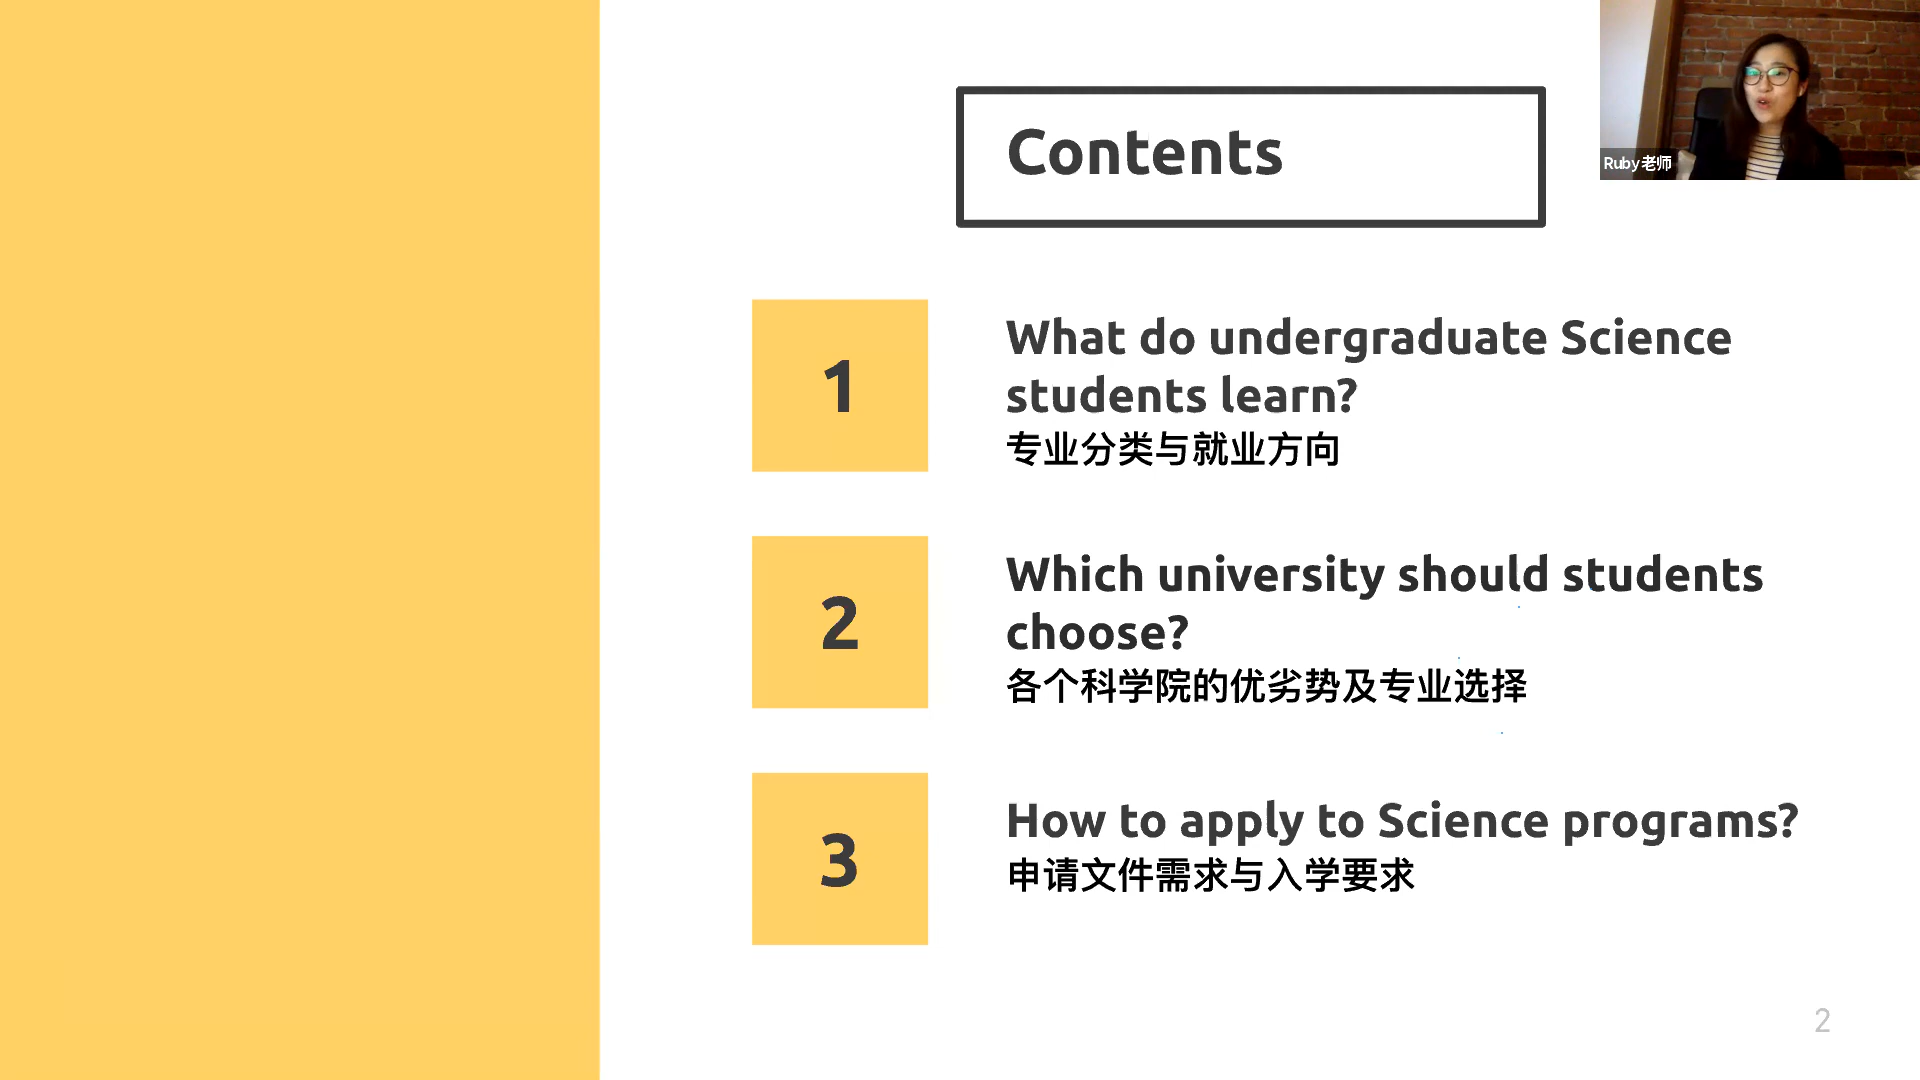 Contents
Ruby老师
1
What do undergraduate Science
students learn?
专业分类与就业方向
2
Which university should students
choose?
各个科学院的优劣势及专业选择
3
How to apply to Science programs?
申请文件需求与入学要求
2